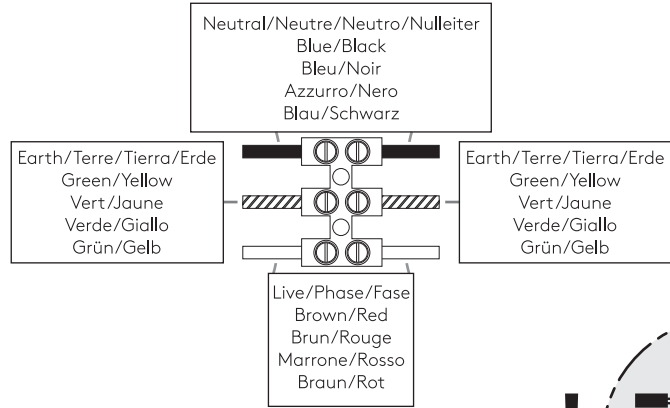 Neutral/Neutre/Neutro/Nulleiter
Blue/Black
Bleu/Noir
Azzurro/Nero
Blau/Schwarz
Earth/Terre/Tierra/Erde
Green/Yellow
Vert/Jaune
Verde/Giallo
Grün/Gelb
Earth/Terre/Tierra/Erde
Green/Yellow
Vert/Jaune
Verde/Giallo
Grün/Gelb
Live/Phase/Fase
Brown/Red
Brun/Rouge
Marrone/Rosso
Braun/Rot